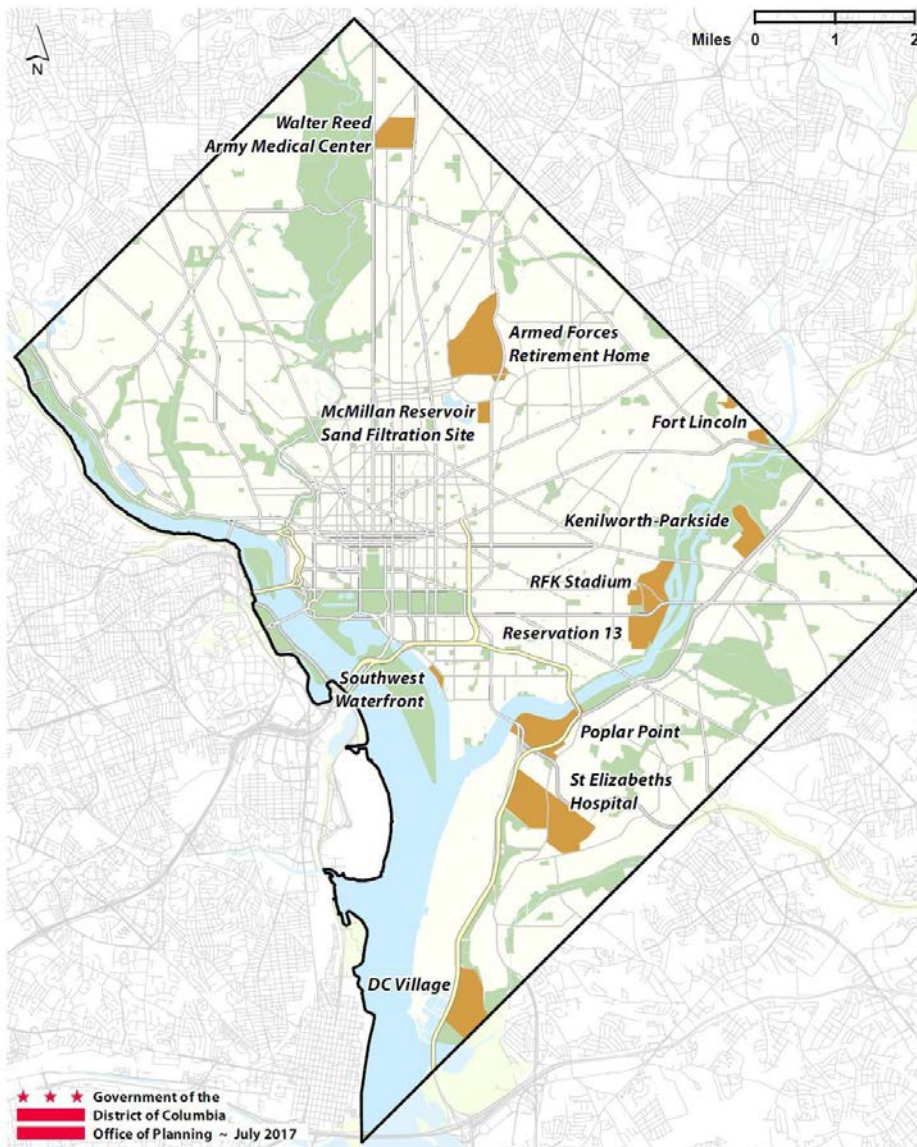 Miles 0 1 2
N
Walter Reed
Army Medical Center
Armed Forces
Retirement Home
McMillan Reservoir
Sand Filtration Site
Fort Lincoln
Kenilworth-Parkside
RFK Stadium
Reservation 13
Southwest
Waterfront
Poplar Point
St Elizabeths
Hospital
DC Village
Government of the
District of Columbia
Office of Planning ~ July 2017